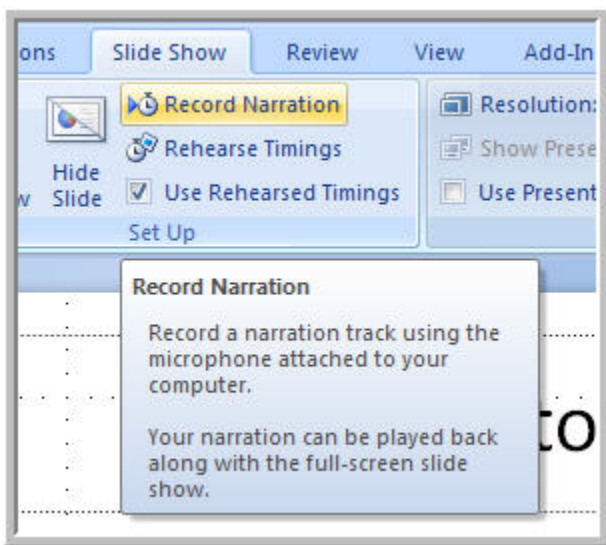 ons Slide Show Review View Add-In
Record Narration Resolution:
Rehearse Timings Show Prese
Hide
w Slide Use Rehearsed Timings Use Present
Set Up
Record Narration
Record a narration track using the
microphone attached to your
computer.
to
Your narration can be played back
along with the full-screen slide
show.